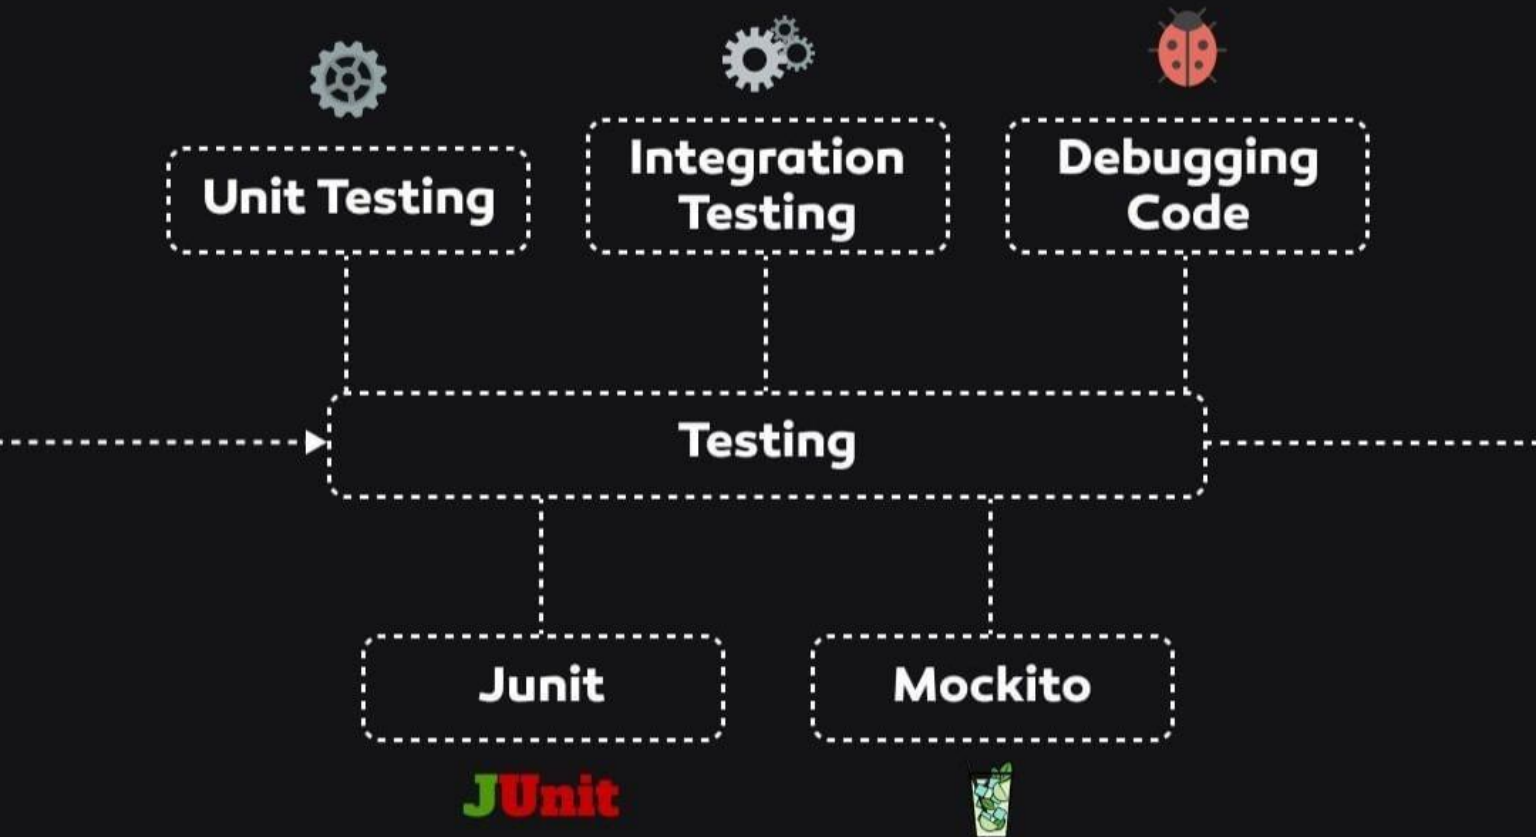 Unit Testing
Integration
Testing
Debugging
Code
Testing
Junit
Mockito
JUnit